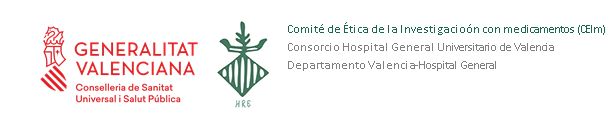 GENERALITAT
VALENCIANA
Conselleria de Sanitat
Universal i Salut Pública
HRE
Comité de Ética de la Investigacioón con medicamentos (CEIm)
Consorcio Hospital General Universitario de Valencia
Departamento Valencia-Hospital General